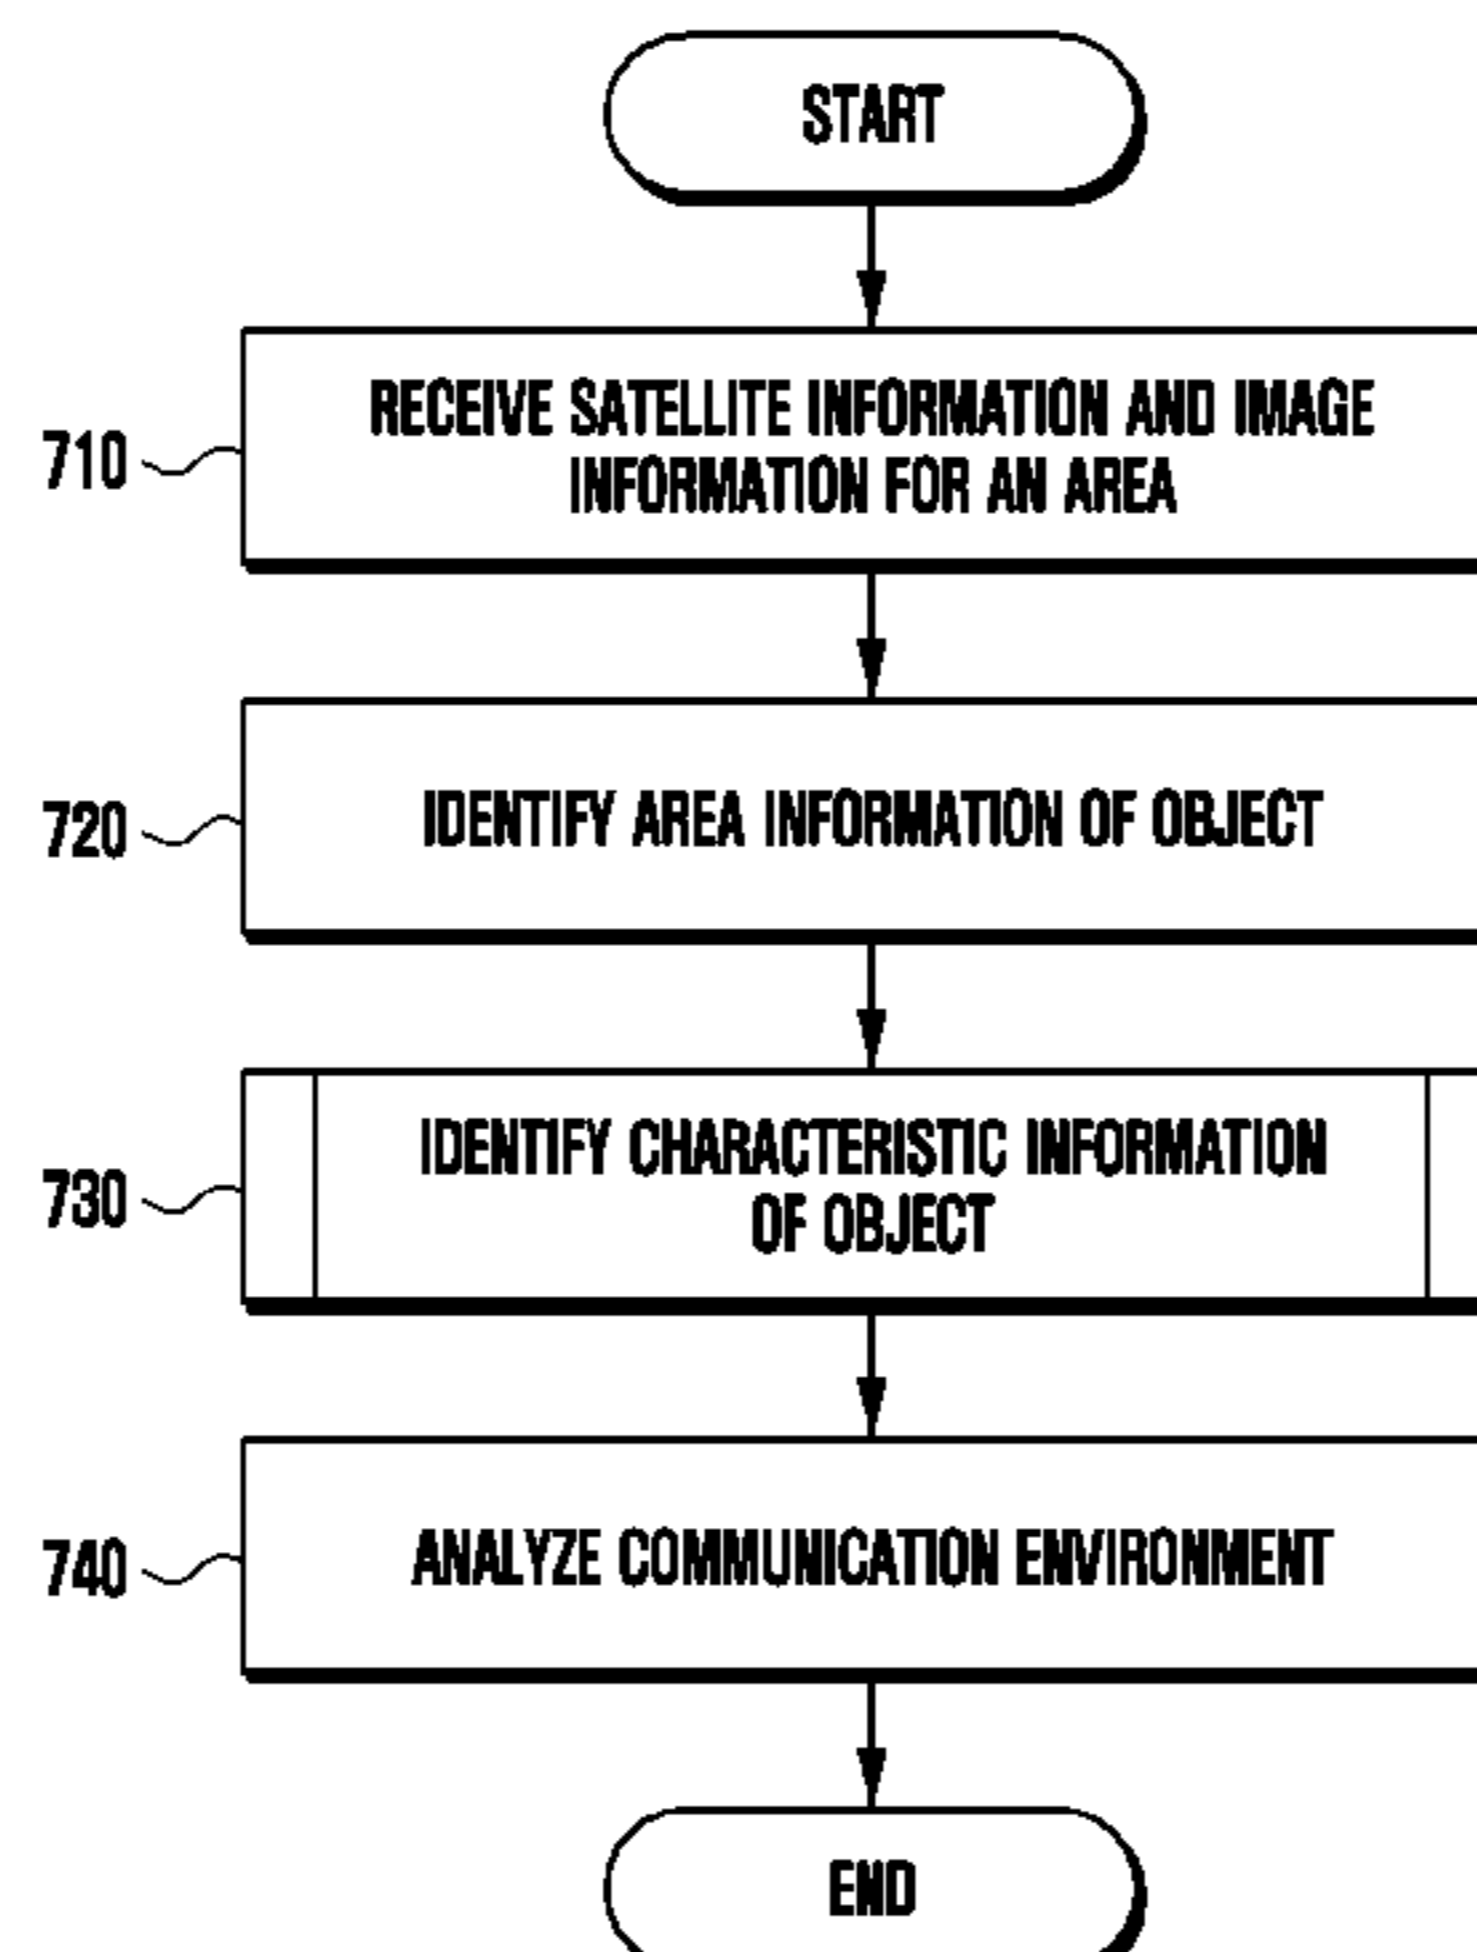 START
710
RECEIVE SATELLITE INFORMATION AND IMAGE
INFORMATION FOR AN AREA
720
IDENTIFY AREA INFORMATION OF OBJECT
730
IDENTIFY CHARACTERISTIC INFORMATION
OF OBJECT
740
ANALYZE COMMUNICATION ENVIRONMENT
END